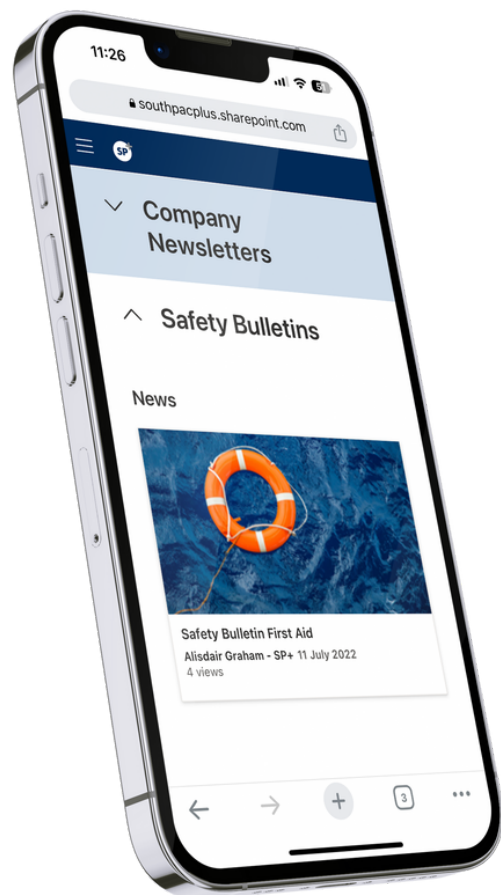 11:26
5
southpacplus.sharepoint.com
SP+
Company
Newsletters
Safety Bulletins
News
Safety Bulletin First Aid
Alisdair Graham - SP+ 11 July 2022
4 views
3